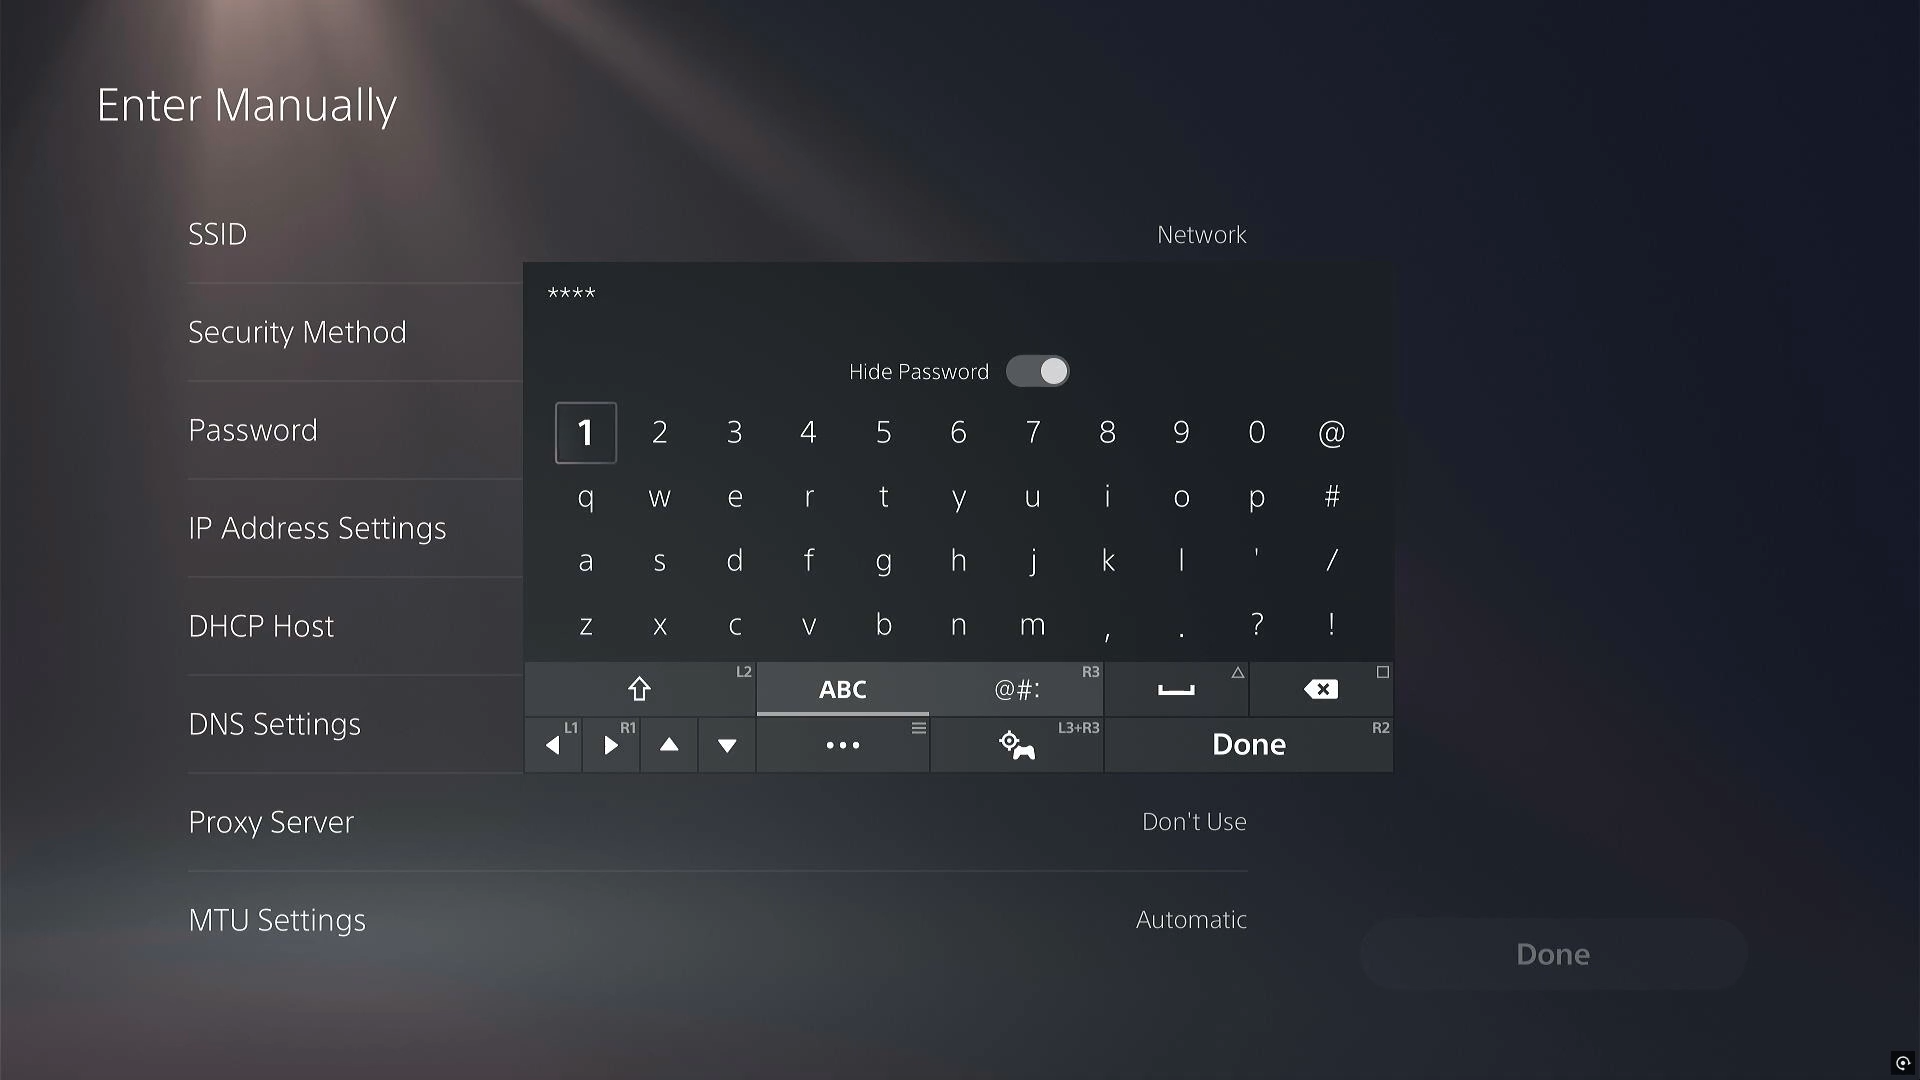 Enter Manually
SSID
Network
****
Security Method
Hide Password
Password
1 2 3 4 5 6 7 8 9 0 @
q w e r t y u i o p #
IP Address Settings
a s d f g h j k l ' /
DHCP Host
z x c v b n m , . ? !
L2
ABC
@#:
R3
DNS Settings
L1
R1
L3+R3
Done
R2
Proxy Server
Don't Use
MTU Settings
Automatic
Done